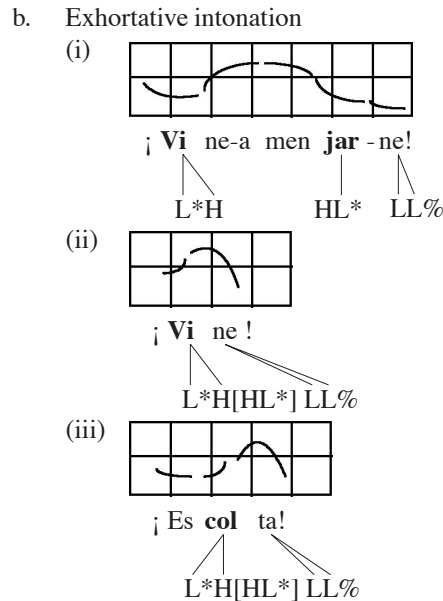 b. Exhortative intonation
(i)
¡ Vi ne-a men jar - ne!
L*H HL* LL%
(ii)
¡ Vi ne !
L*H[HL*] LL%
(iii)
¡ Es col ta!
L*H[HL*] LL%